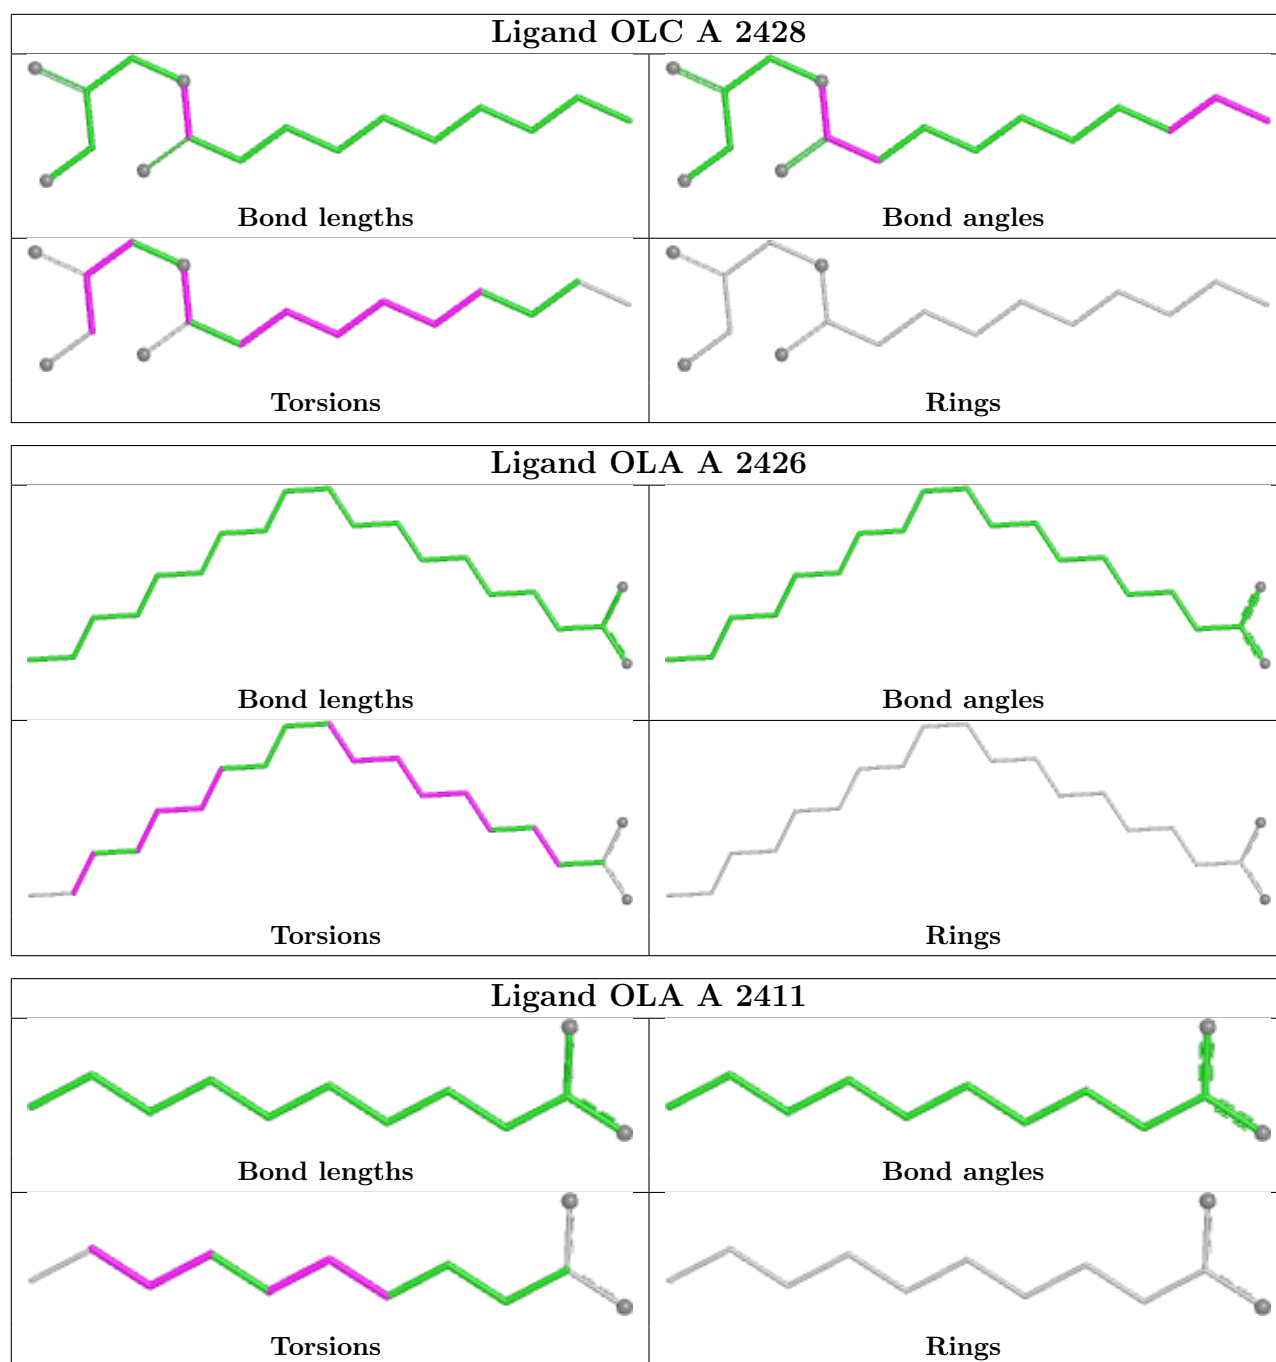 Ligand OLC A 2428
Bond lengths
Bond angles
Torsions
Rings
Ligand OLA A 2426
Bond lengths
Bond angles
Torsions
Rings
Ligand OLA A 2411
Bond lengths
Bond angles
Torsions
Rings